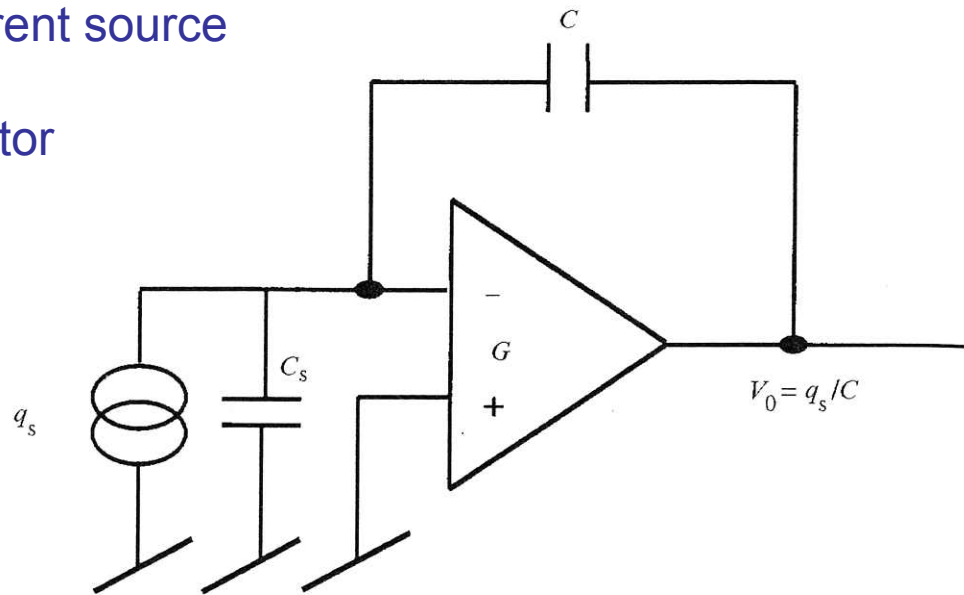 rent source
tor
C
−
G
+
C_s
q_s
V_0 = q_s/C